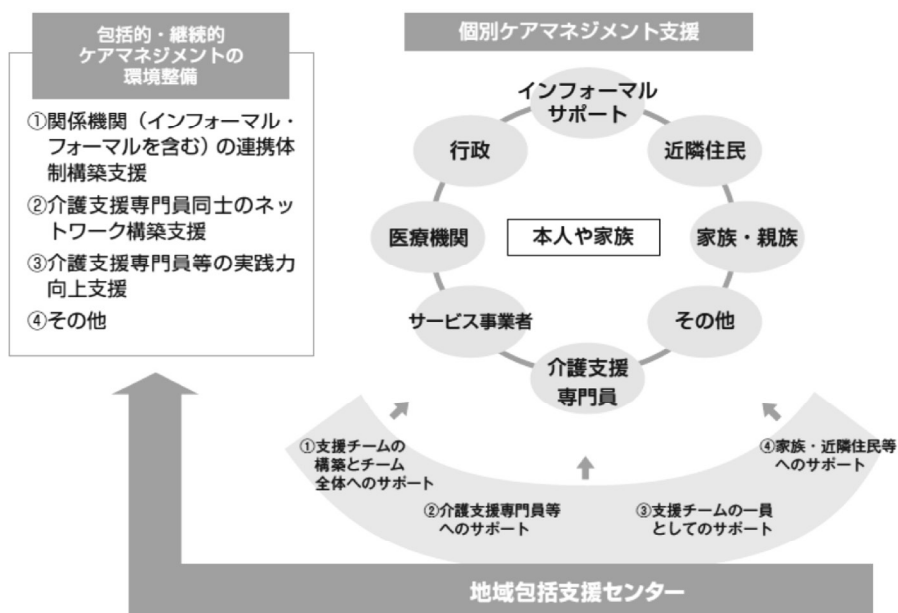 包括的・継続的
ケアマネジメントの
環境整備
①関係機関（インフォーマル・
フォーマルを含む）の連携体
制構築支援
②介護支援専門員同士のネッ
トワーク構築支援
③介護支援専門員等の実践力
向上支援
④その他
個別ケアマネジメント支援
インフォーマル
サポート
行政
近隣住民
医療機関
本人や家族
家族・親族
サービス事業者
その他
介護支援
専門員
①支援チームの
構築とチーム
全体へのサポート
②介護支援専門員等
へのサポート
③支援チームの一員
としてのサポート
④家族・近隣住民等
へのサポート
地域包括支援センター